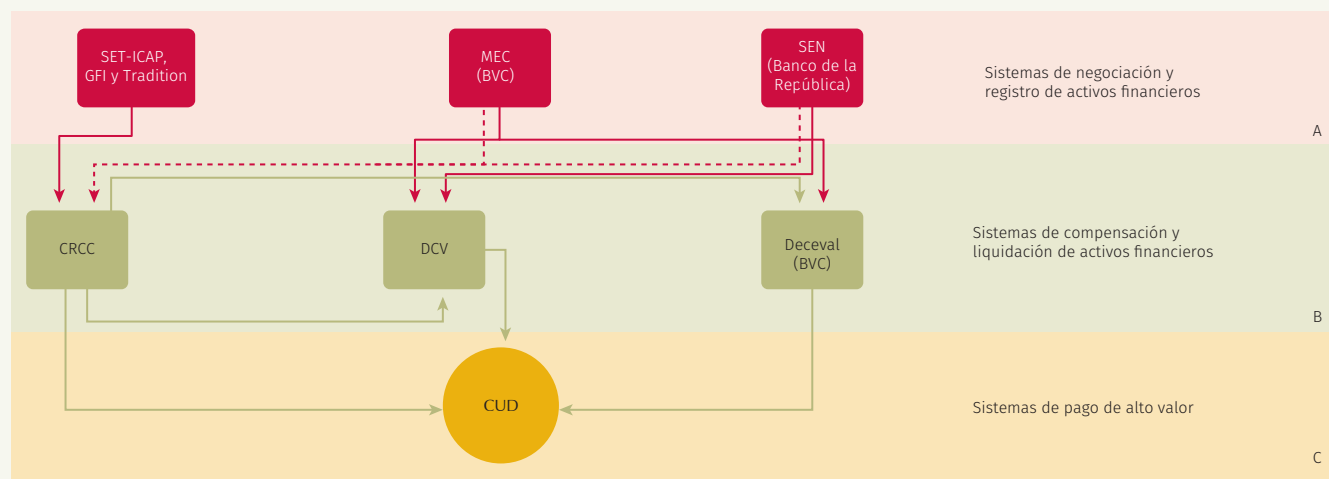 SET-ICAP,
GFI y Tradition
MEC
(BVC)
SEN
(Banco de la
República)
Sistemas de negociación y
registro de activos financieros
A
CRCC
DCV
Deceval
(BVC)
Sistemas de compensación y
liquidación de activos financieros
B
CUD
Sistemas de pago de alto valor
C